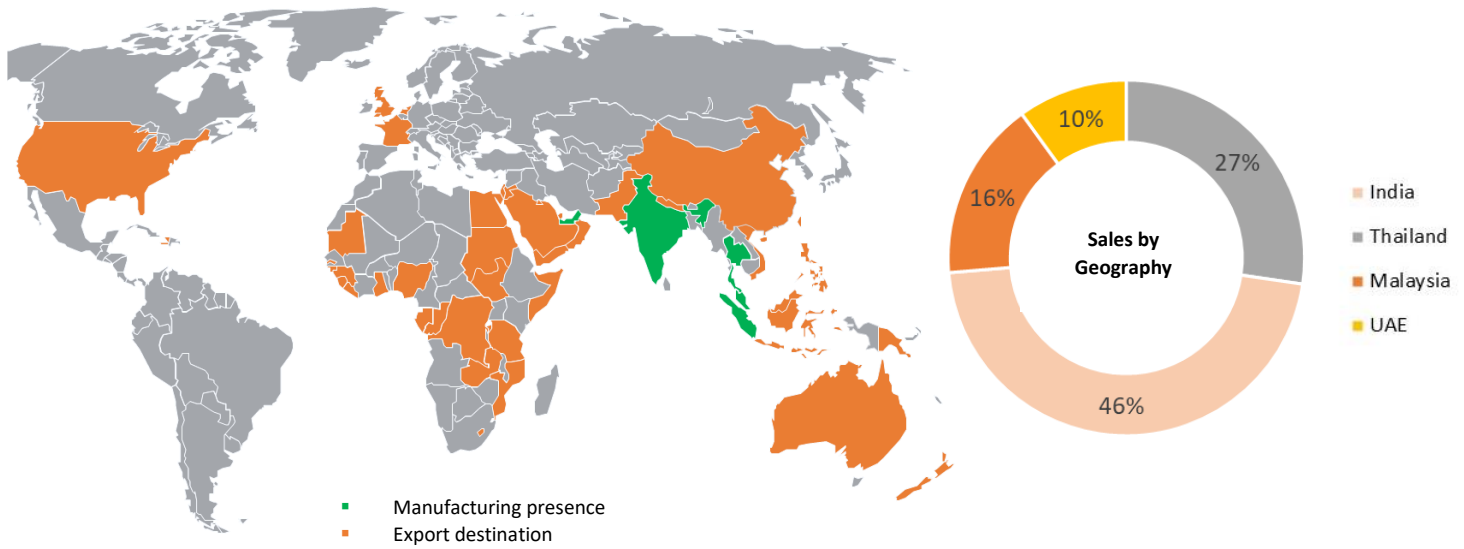 Manufacturing presence
Export destination
10%
27%
16%
46%
Sales by
Geography
India
Thailand
Malaysia
UAE